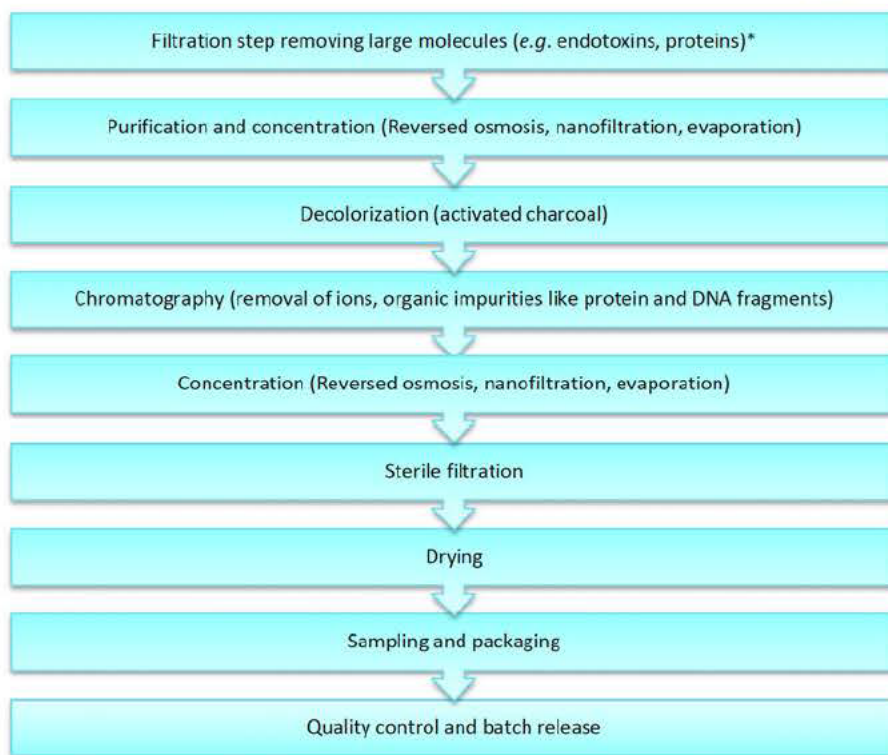 Filtration step removing large molecules (e.g. endotoxins, proteins)*
Purification and concentration (Reversed osmosis, nanofiltration, evaporation)
Decolorization (activated charcoal)
Chromatography (removal of ions, organic impurities like protein and DNA fragments)
Concentration (Reversed osmosis, nanofiltration, evaporation)
Sterile filtration
Drying
Sampling and packaging
Quality control and batch release